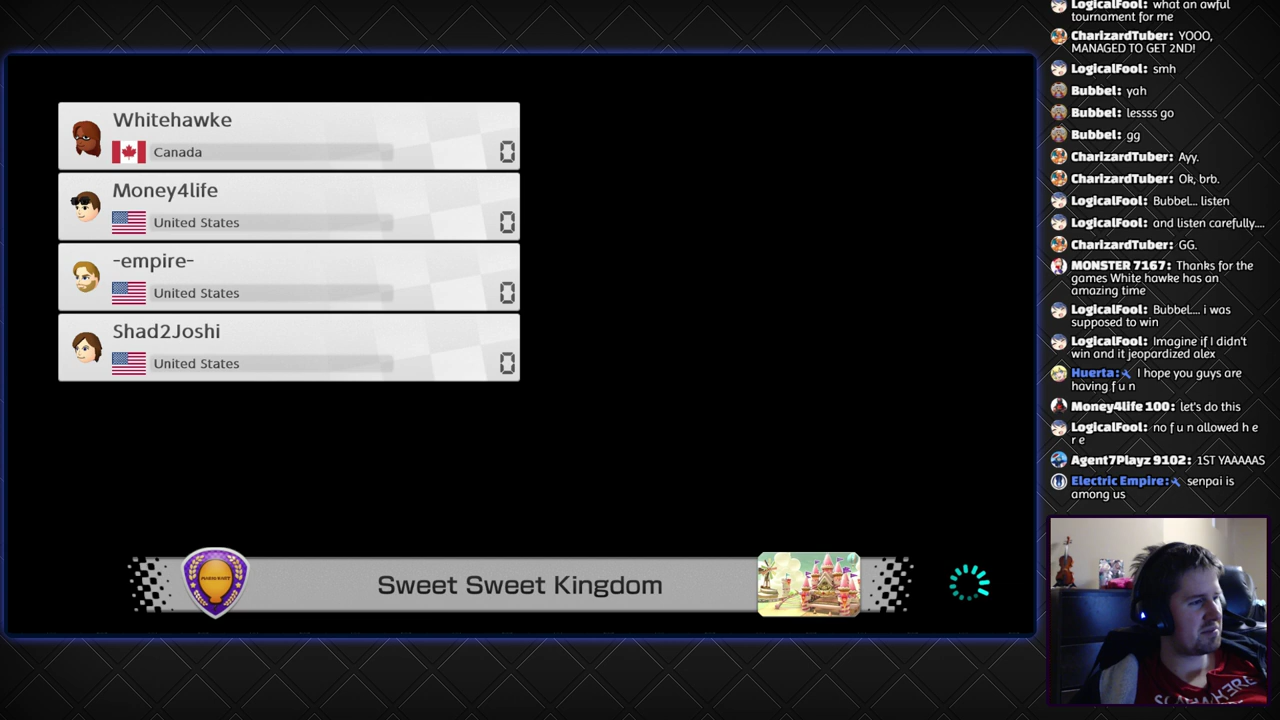 Whitehawke
Canada
0
Money4life
United States
0
-empire-
United States
0
Shad2Joshi
United States
0
MARIO KART
Sweet Sweet Kingdom
LogicalFool: what an awful
tournament for me
CharizardTuber: YOOO,
MANAGED TO GET 2ND!
LogicalFool: smh
Bubbel: yah
Bubbel: lessss go
Bubbel: gg
CharizardTuber: Ayy.
CharizardTuber: Ok, brb.
LogicalFool: Bubbel... listen
LogicalFool: and listen carefully....
CharizardTuber: GG.
MONSTER 7167: Thanks for the
games White hawke has an
amazing time
LogicalFool: Bubbel.... i was
supposed to win
LogicalFool: Imagine if I didn't
win and it jeopardized alex
Huerta: I hope you guys are
having f u n
Money4life 100: let's do this
LogicalFool: no f u n allowed h e
r e
Agent7Playz 9102: 1ST YAAAAS
Electric Empire: senpai is
among us